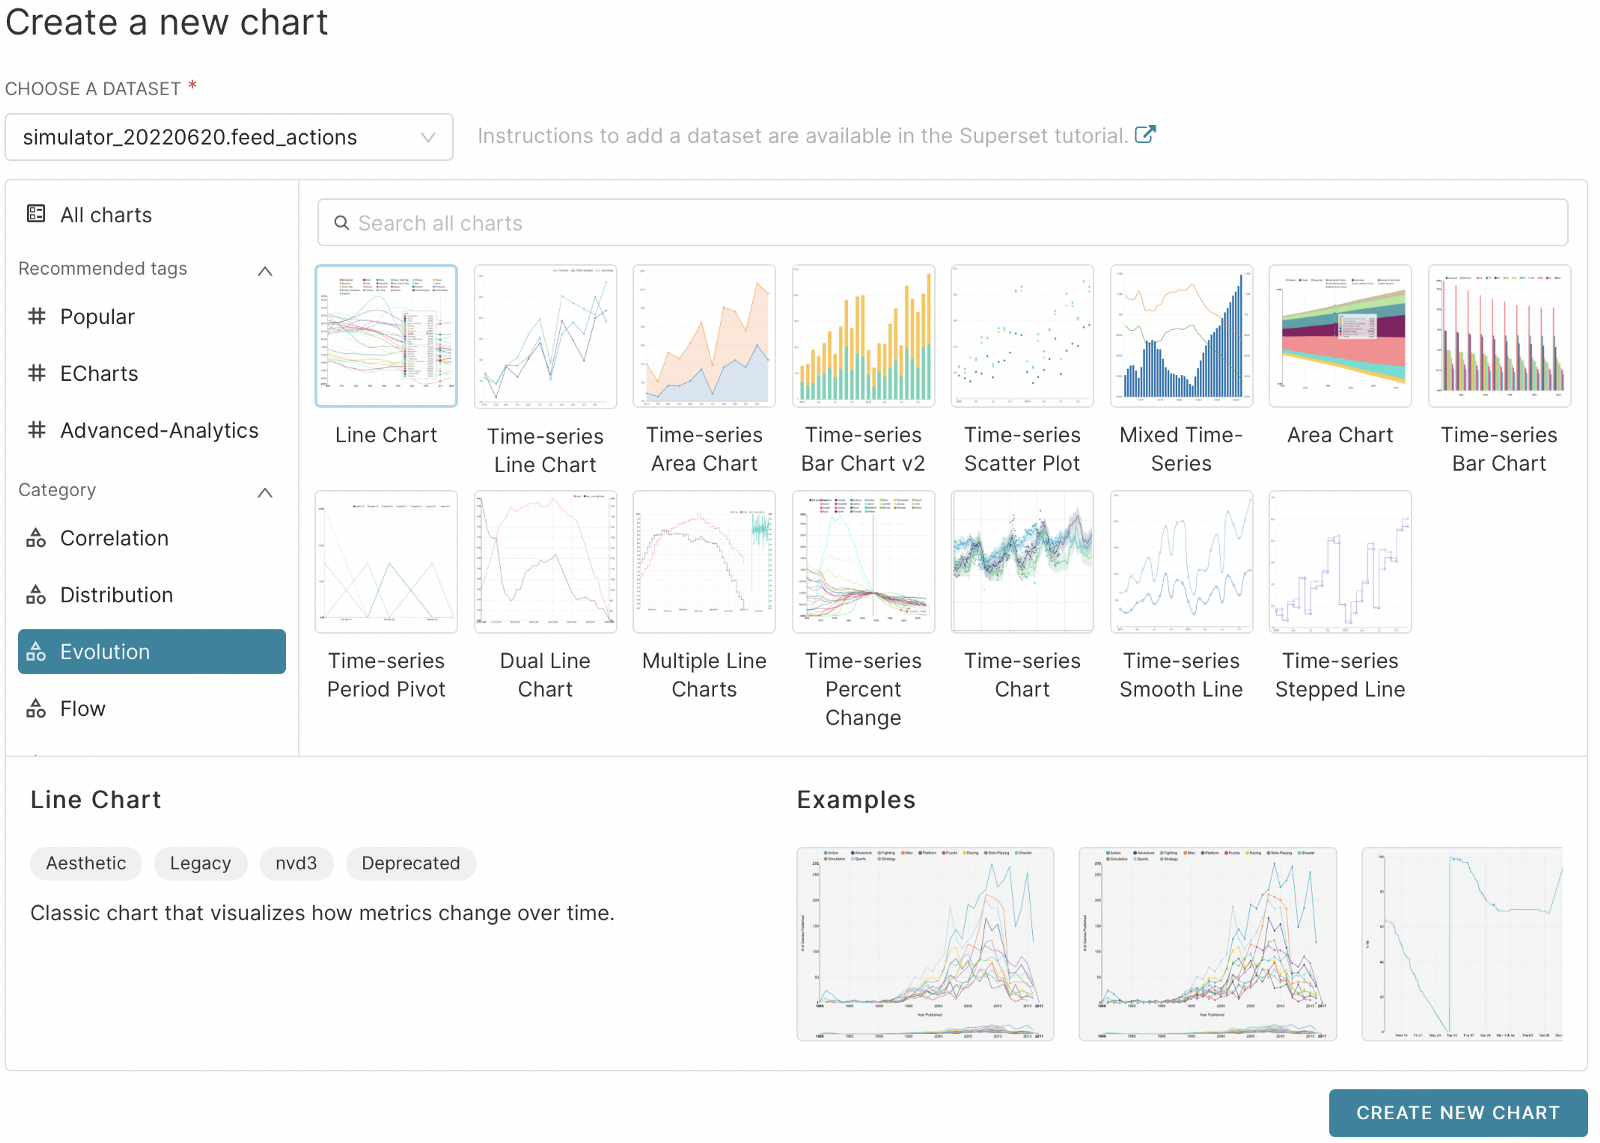 Create a new chart
CHOOSE A DATASET *
simulator_20220620.feed_actions
Instructions to add a dataset are available in the Superset tutorial.
All charts
Recommended tags
# Popular
# ECharts
# Advanced-Analytics
Category
Correlation
Distribution
Evolution
Flow
Search all charts
Line Chart
Time-series
Line Chart
Time-series
Area Chart
Time-series
Bar Chart v2
Time-series
Scatter Plot
Mixed Time-
Series
Area Chart
Time-series
Bar Chart
Time-series
Period Pivot
Dual Line
Chart
Multiple Line
Charts
Time-series
Percent
Change
Time-series
Chart
Time-series
Smooth Line
Time-series
Stepped Line
Line Chart
Aesthetic
Legacy
nvd3
Deprecated
Classic chart that visualizes how metrics change over time.
Examples
CREATE NEW CHART